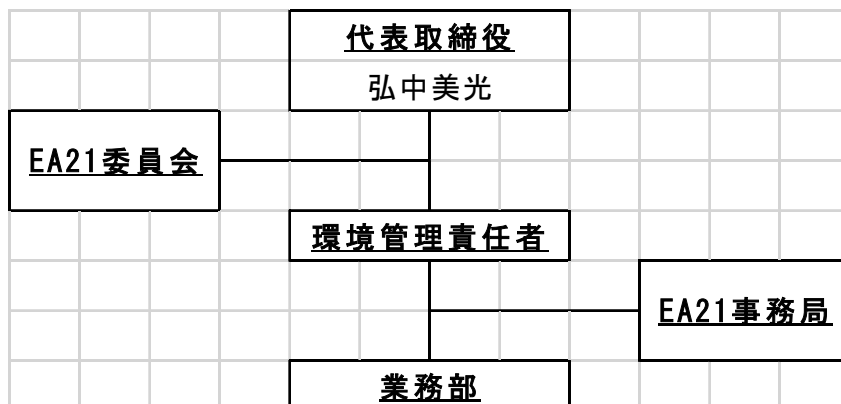 代表取締役
弘中美光
EA21委員会
環境管理責任者
EA21事務局
業務部